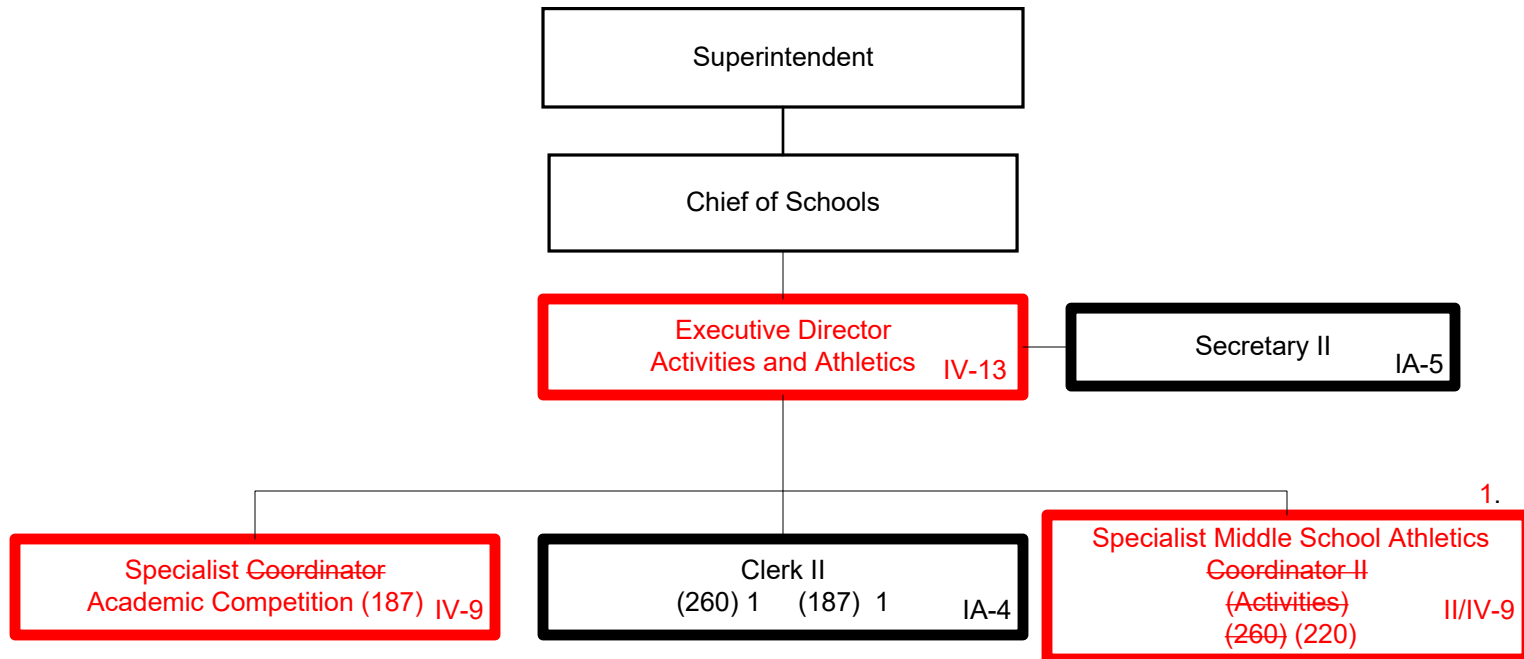 Superintendent
Chief of Schools
Executive Director
Activities and Athletics IV-13
Secretary II
IA-5
1.
Specialist Coordinator
Academic Competition (187) IV-9
Clerk II
(260) 1 (187) 1 IA-4
Specialist Middle School Athletics
Coordinator II
(Activities) II/IV-9
(260) (220)